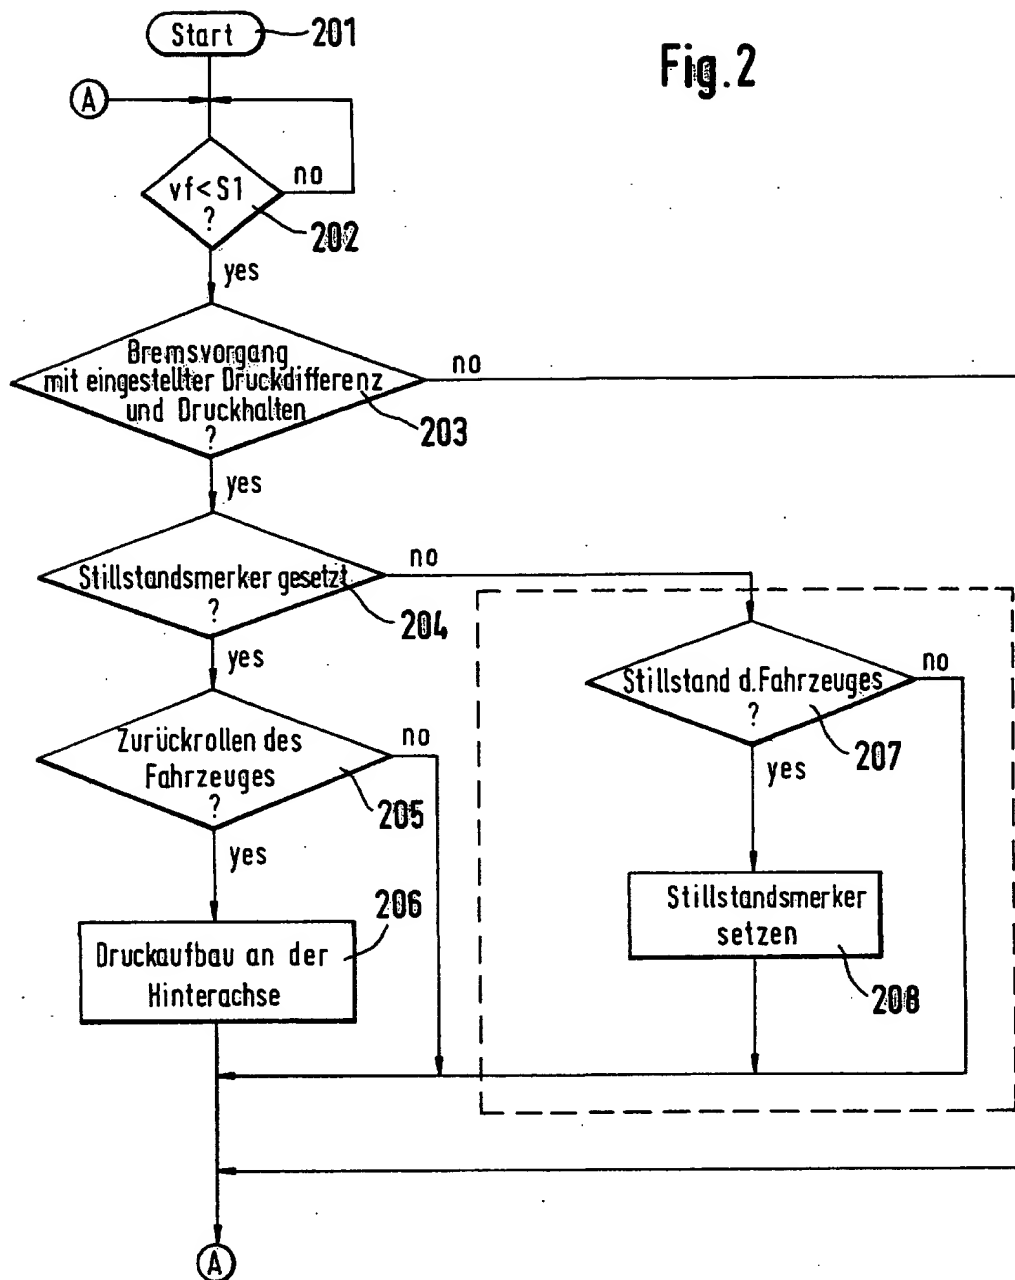 Start
201
Fig.2
A
vf<S1
?
no
202
yes
Bremsvorgang
mit eingestellter Druckdifferenz
und Druckhalten
?
no
203
yes
Stillstandsmerker gesetzt
?
no
204
yes
Stillstand d.Fahrzeuges
?
no
207
yes
Zurückrollen des
Fahrzeuges
?
no
205
yes
206
Druckaufbau an der
Hinterachse
Stillstandsmerker
setzen
208
A